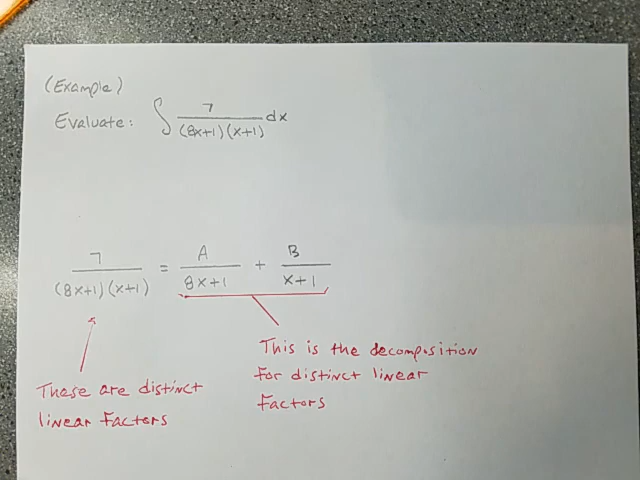 (Example)
Evaluate: ∫ 7/((8x+1)(x+1)) dx
7/((8x+1)(x+1)) = A/(8x+1) + B/(x+1)
This is the decomposition
for distinct linear
Factors
These are distinct
linear Factors